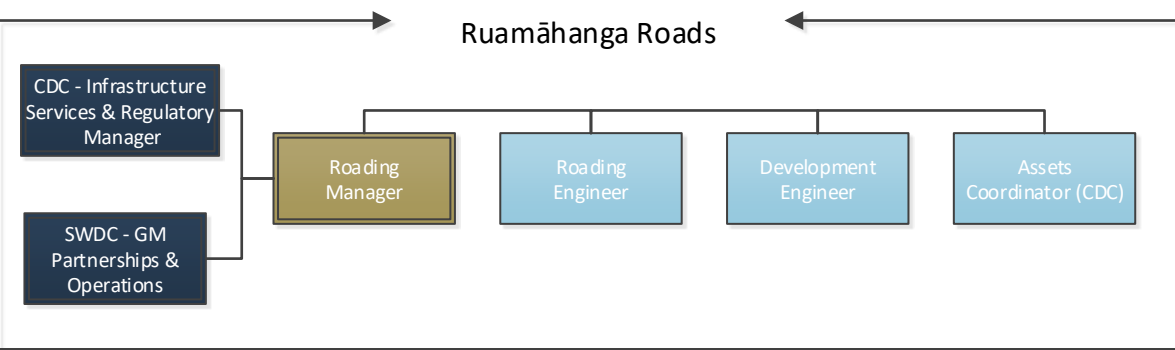 Ruamāhanga Roads
CDC - Infrastructure
Services & Regulatory
Manager
SWDC - GM
Partnerships &
Operations
Roading
Manager
Roading
Engineer
Development
Engineer
Assets
Coordinator (CDC)